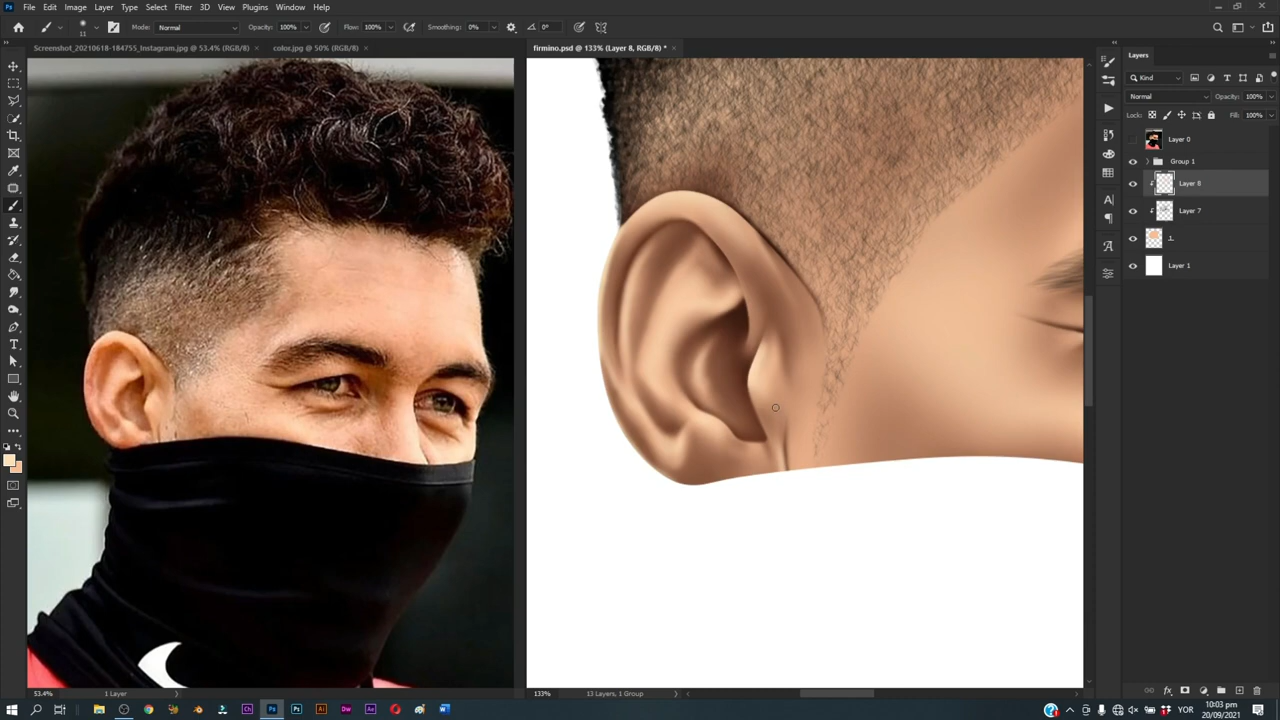 File Edit Image Layer Type Select Filter 3D View Plugins Window Help
Mode: Normal Opacity: 100% Flow: 100% Smoothing: 0% 0°
11
Screenshot_20210618-184755_Instagram.jpg @ 53.4% (RGB/8) × color.jpg @ 50% (RGB/8) × firmino.psd @ 133% (Layer 8, RGB/8) * ×
Layers
Kind
Normal Opacity: 100%
Lock: Fill: 100%
Layer 0
Group 1
Layer 8
Layer 7
Layer 1
53.4% 1 Layer 133% 13 Layers, 1 Group
YOR 10:03 pm
20/09/2021